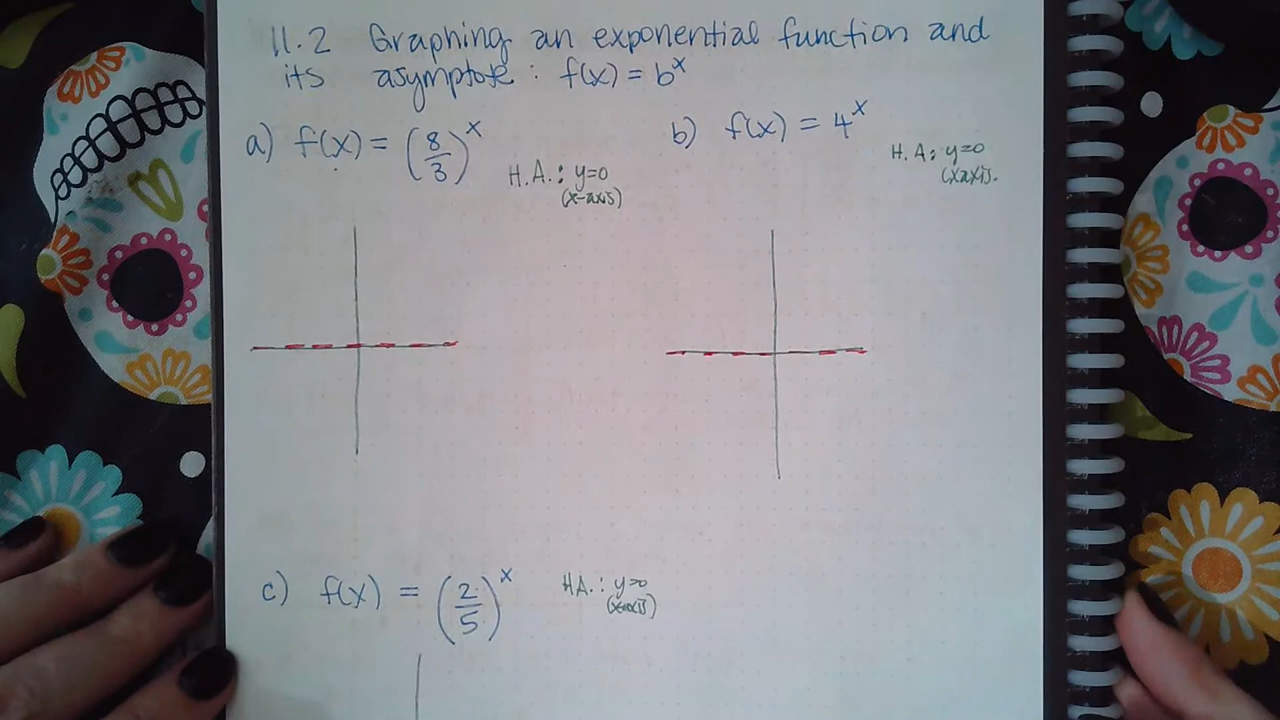 11.2 Graphing an exponential function and
its asymptote: f(x) = b^x
a) f(x) = (8/3)^x
H.A.: y=0
(x-axis)
b) f(x) = 4^x
H.A: y=0
(x axis).
c) f(x) = (2/5)^x
HA.: y=0
(x-axis)